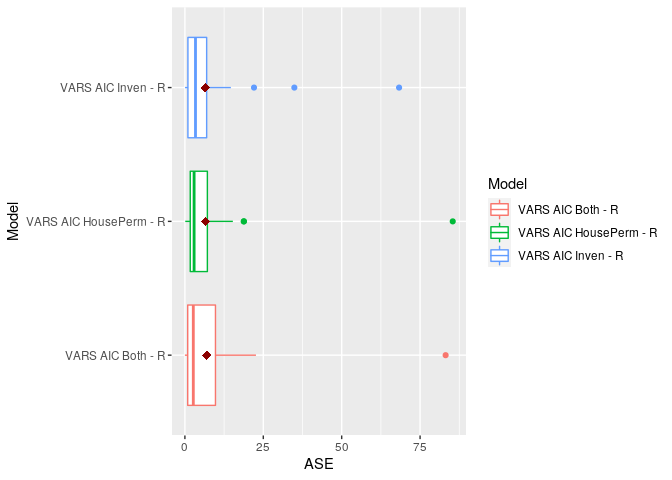 VARS AIC Inven - R
VARS AIC HousePerm - R
VARS AIC Both - R
Model
0 25 50 75
ASE
Model
VARS AIC Both - R
VARS AIC HousePerm - R
VARS AIC Inven - R